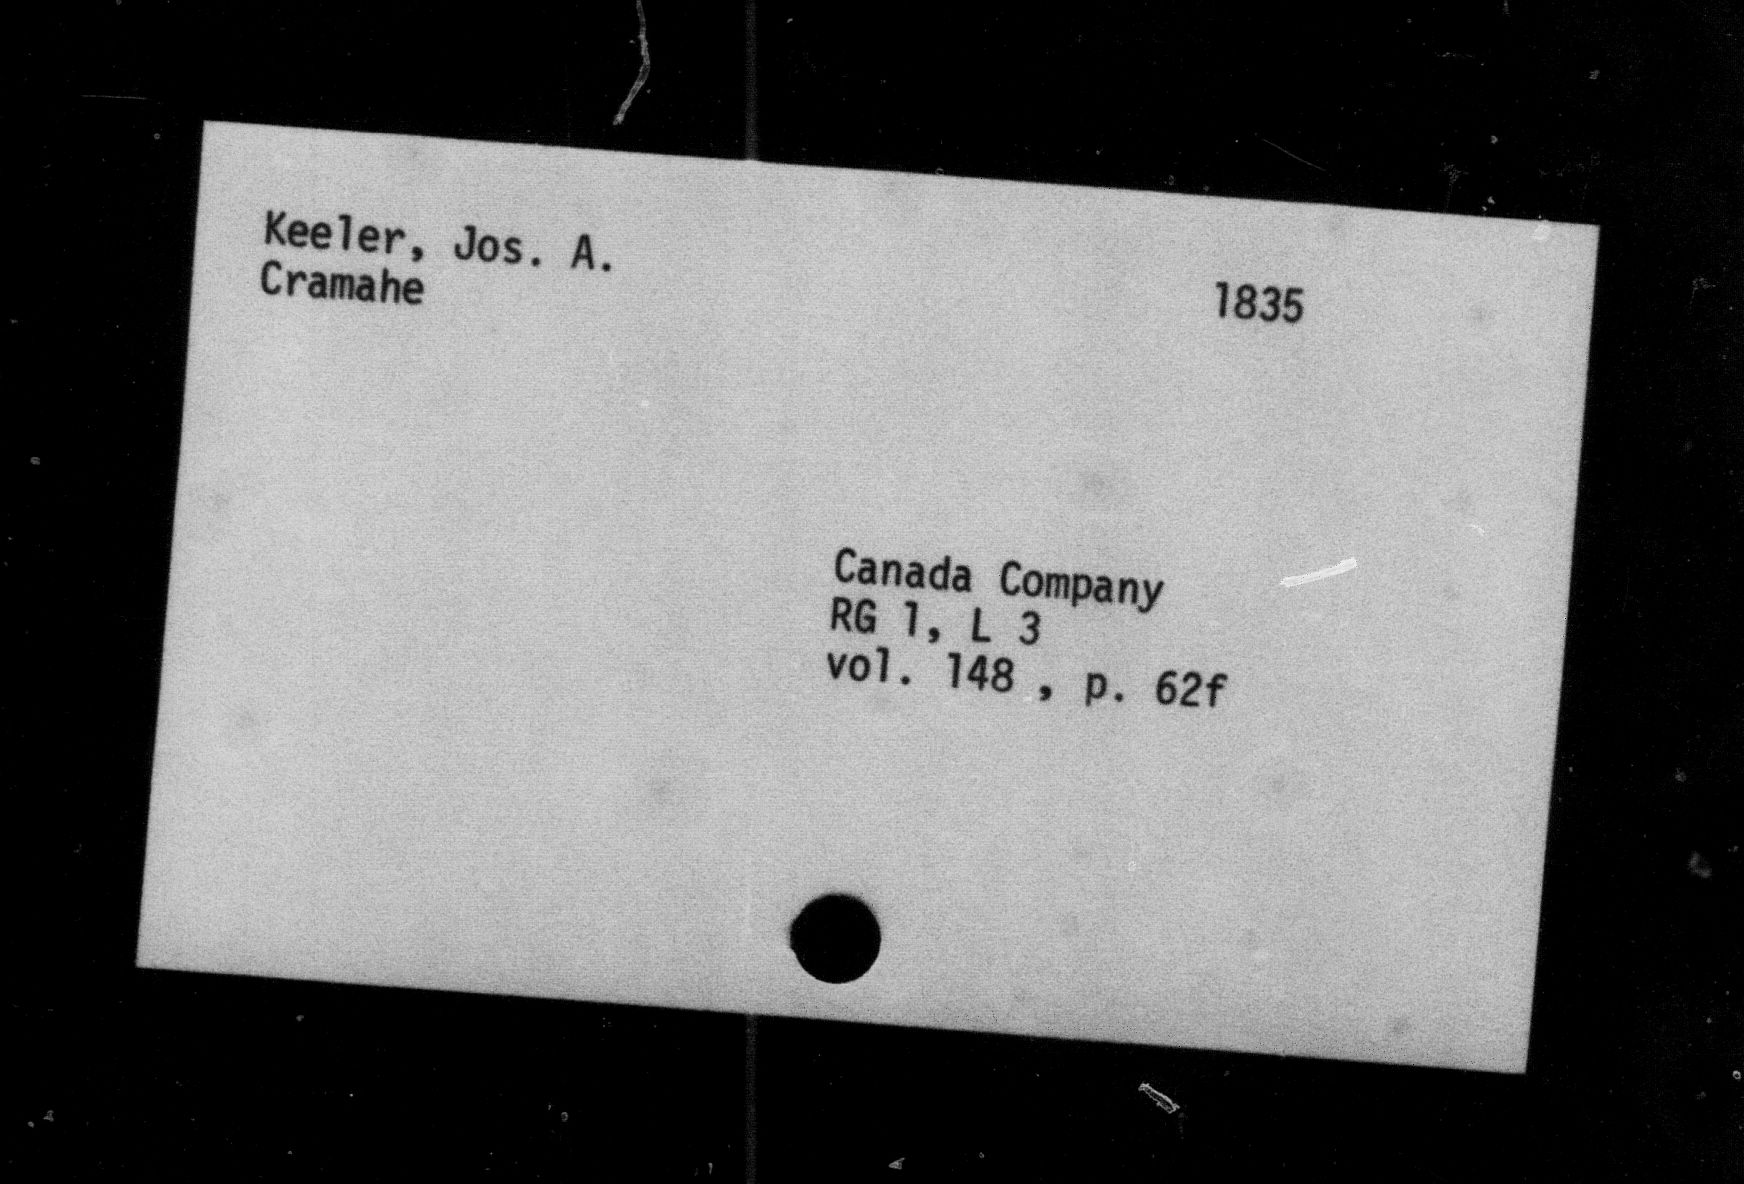 Keeler, Jos. A.
Cramahe
1835
Canada Company
RG 1, L 3
vol. 148 , p. 62f